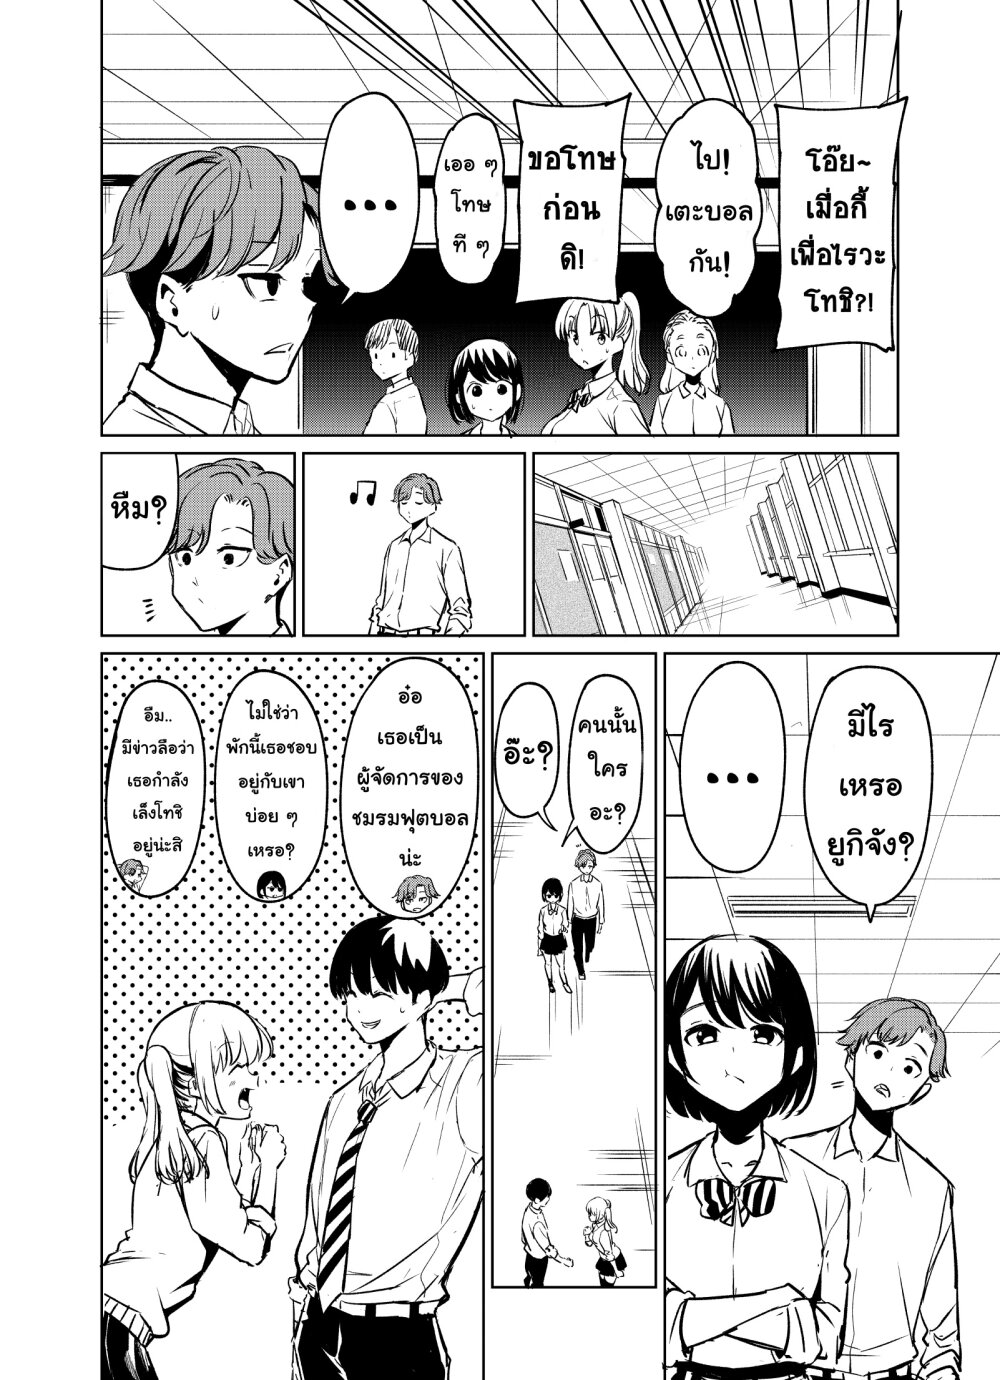 โอ๊ย~
เมื่อกี้
เพื่อไรวะ
โทชิ?!
ไป!
เตะบอล
กัน!
ขอโทษ
ก่อน
ดิ!
เออ ๆ
โทษ
ที ๆ
...
หืม?
มีไร
เหรอ
ยูกิจัง?
...
คนนั้น
ใคร
อะ?
อ๊ะ?
อ๋อ
เธอเป็น
ผู้จัดการของ
ชมรมฟุตบอล
น่ะ
ไม่ใช่ว่า
พักนี้เธอชอบ
อยู่กับเขา
บ่อย ๆ
เหรอ?
อืม..
มีข่าวลือว่า
เธอกำลัง
เล็งโทชิ
อยู่น่ะสิ